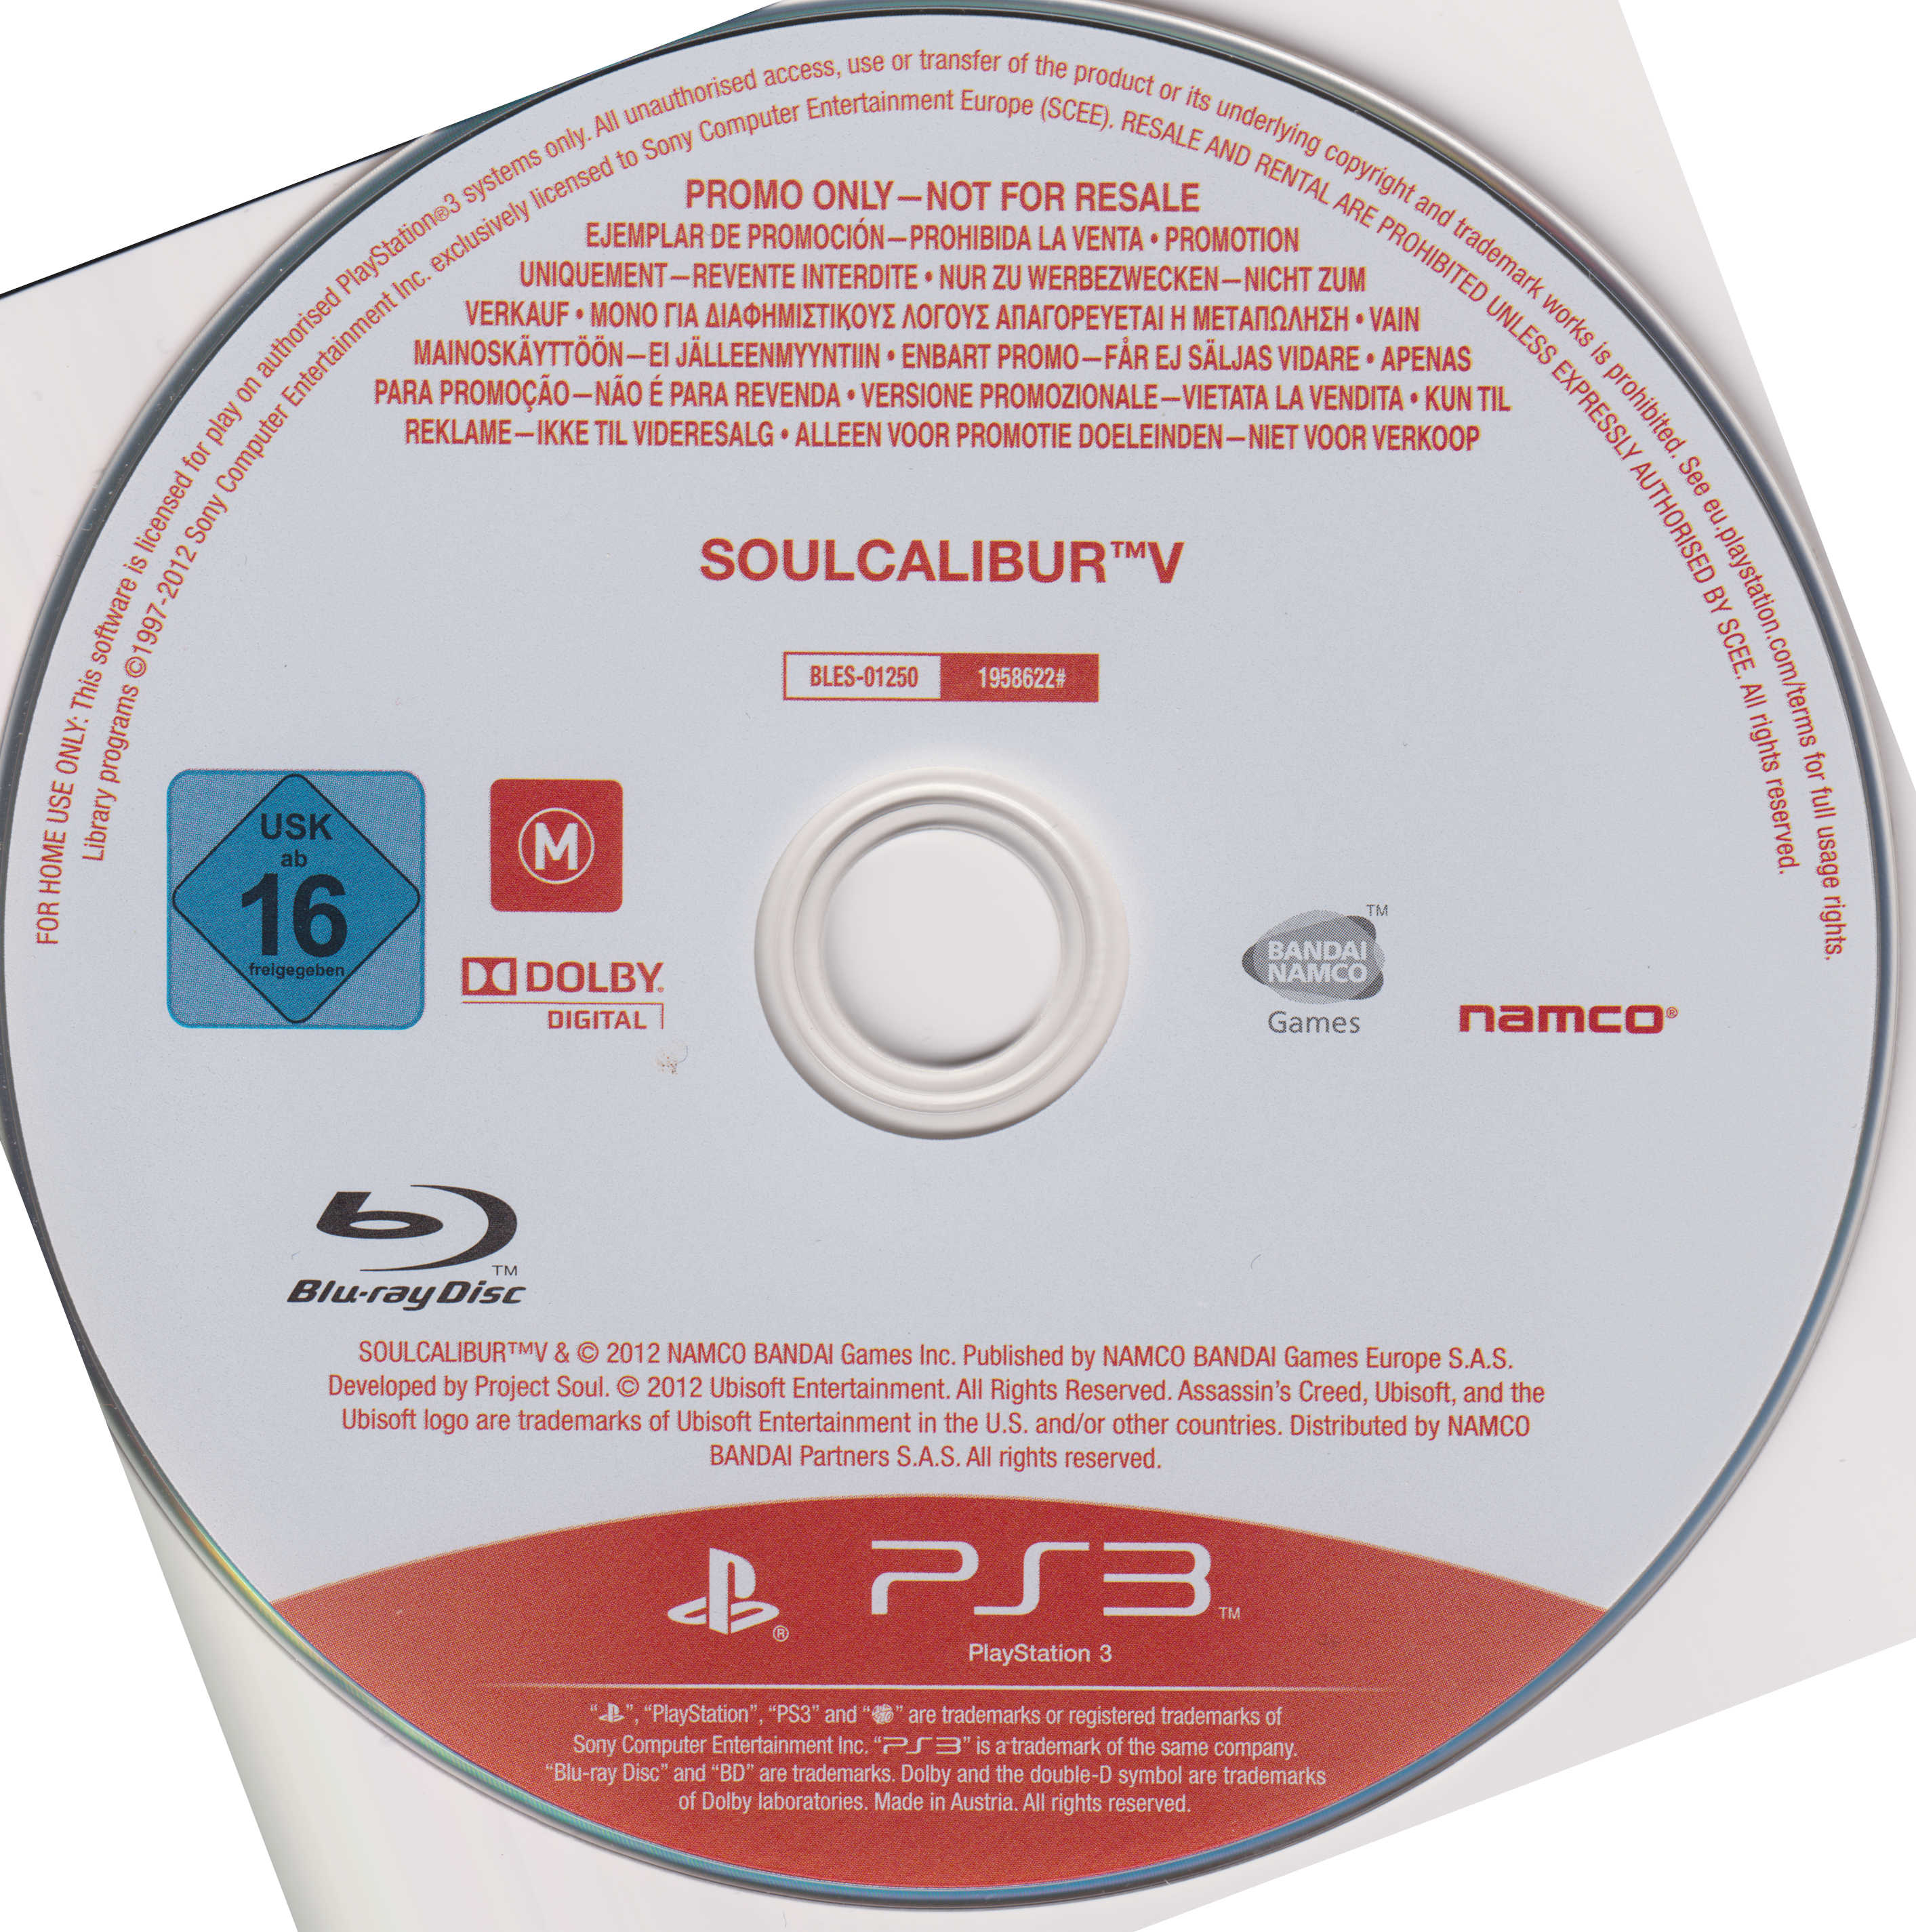 FOR HOME USE ONLY: This software is licensed for play on authorised PlayStation®3 systems only. All unauthorised access, use or transfer of the product or its underlying copyright and trademark works is prohibited. See eu.playstation.com/terms for full usage rights.
Library programs ©1997-2012 Sony Computer Entertainment Inc. exclusively licensed to Sony Computer Entertainment Europe (SCEE). RESALE AND RENTAL ARE PROHIBITED UNLESS EXPRESSLY AUTHORISED BY SCEE. All rights reserved.
PROMO ONLY—NOT FOR RESALE
EJEMPLAR DE PROMOCIÓN—PROHIBIDA LA VENTA • PROMOTION
UNIQUEMENT—REVENTE INTERDITE • NUR ZU WERBEZWECKEN—NICHT ZUM
VERKAUF • ΜΟΝΟ ΓΙΑ ΔΙΑΦΗΜΙΣΤΙΚΟΥΣ ΛΟΓΟΥΣ ΑΠΑΓΟΡΕΥΕΤΑΙ Η ΜΕΤΑΠΩΛΗΣΗ • VAIN
MAINOSKÄYTTÖÖN—EI JÄLLEENMYYNTIIN • ENBART PROMO—FÅR EJ SÄLJAS VIDARE • APENAS
PARA PROMOÇÃO—NÃO É PARA REVENDA • VERSIONE PROMOZIONALE—VIETATA LA VENDITA • KUN TIL
REKLAME—IKKE TIL VIDERESALG • ALLEEN VOOR PROMOTIE DOELEINDEN—NIET VOOR VERKOOP
SOULCALIBUR™V
BLES-01250 1958622#
USK
ab
16
freigegeben
M
DOLBY®
DIGITAL
BANDAI
NAMCO
Games ™
namco®
Blu-ray Disc™
SOULCALIBUR™V & © 2012 NAMCO BANDAI Games Inc. Published by NAMCO BANDAI Games Europe S.A.S.
Developed by Project Soul. © 2012 Ubisoft Entertainment. All Rights Reserved. Assassin's Creed, Ubisoft, and the
Ubisoft logo are trademarks of Ubisoft Entertainment in the U.S. and/or other countries. Distributed by NAMCO
BANDAI Partners S.A.S. All rights reserved.
PS3™
PlayStation 3
“ ”, “PlayStation”, “PS3” and “ ” are trademarks or registered trademarks of
Sony Computer Entertainment Inc. “PS3” is a trademark of the same company.
“Blu-ray Disc” and “BD” are trademarks. Dolby and the double-D symbol are trademarks
of Dolby laboratories. Made in Austria. All rights reserved.